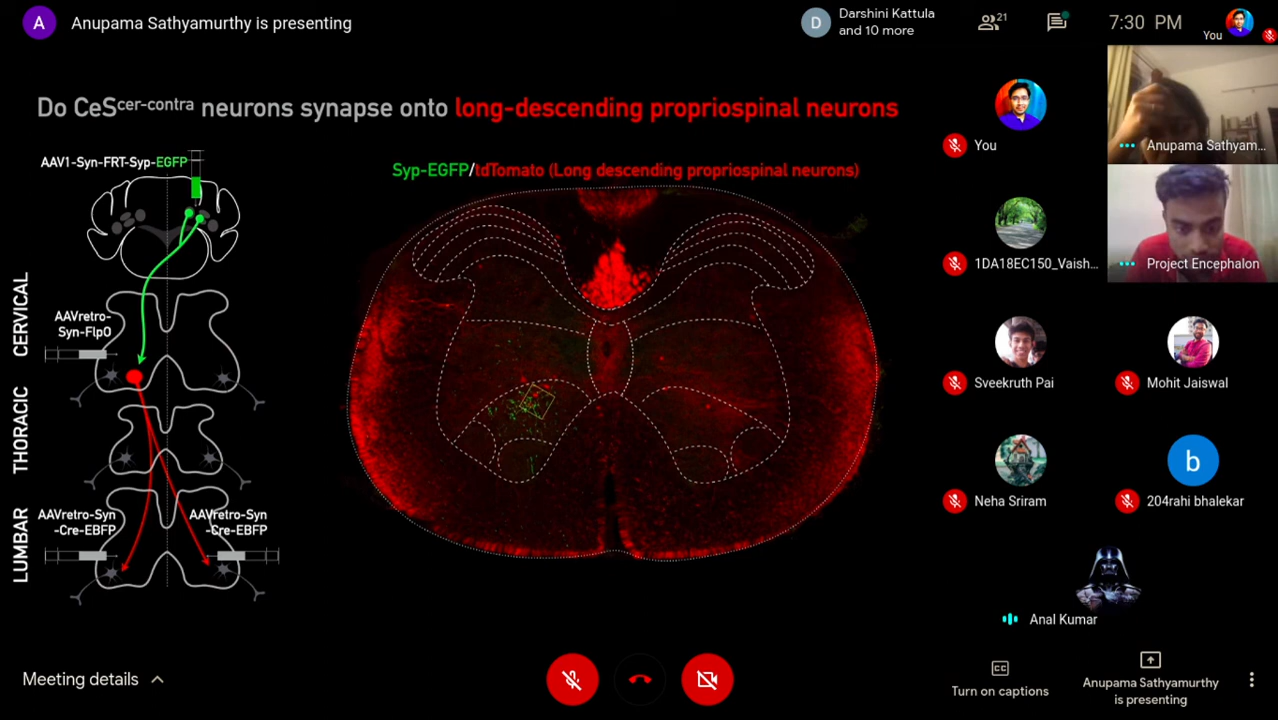 A Anupama Sathyamurthy is presenting
D Darshini Kattula
and 10 more
21
7:30 PM
You
Do CeScer-contra neurons synapse onto long-descending propriospinal neurons
AAV1-Syn-FRT-Syp-EGFP
Syp-EGFP/tdTomato (Long descending propriospinal neurons)
CERVICAL
AAVretro-
Syn-FlpO
THORACIC
LUMBAR
AAVretro-Syn
-Cre-EBFP
AAVretro-Syn
-Cre-EBFP
You
Anupama Sathyam...
1DA18EC150_Vaish...
Project Encephalon
Sveekruth Pai
Mohit Jaiswal
Neha Sriram
b
204rahi bhalekar
Anal Kumar
Meeting details
CC
Turn on captions
Anupama Sathyamurthy
is presenting